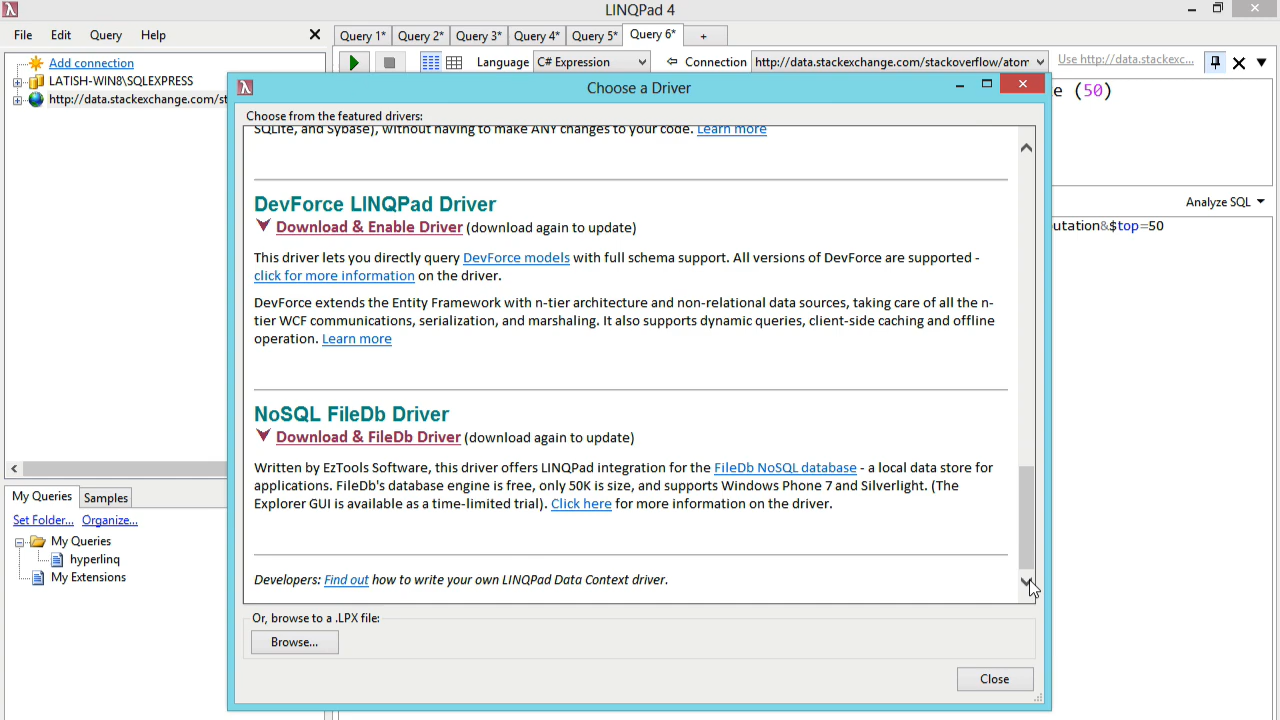 LINQPad 4
File Edit Query Help
Query 1* Query 2* Query 3* Query 4* Query 5* Query 6* +
Add connection
LATISH-WIN8\SQLEXPRESS
http://data.stackexchange.com/st
Language C# Expression Connection http://data.stackexchange.com/stackoverflow/atom Use http://data.stackexc...
e (50)
Analyze SQL
utation&$top=50
Choose a Driver
Choose from the featured drivers:
SQLite, and Sybase), without having to make ANY changes to your code. Learn more
DevForce LINQPad Driver
Download & Enable Driver (download again to update)
This driver lets you directly query DevForce models with full schema support. All versions of DevForce are supported -
click for more information on the driver.
DevForce extends the Entity Framework with n-tier architecture and non-relational data sources, taking care of all the n-
tier WCF communications, serialization, and marshaling. It also supports dynamic queries, client-side caching and offline
operation. Learn more
NoSQL FileDb Driver
Download & FileDb Driver (download again to update)
Written by EzTools Software, this driver offers LINQPad integration for the FileDb NoSQL database - a local data store for
applications. FileDb's database engine is free, only 50K is size, and supports Windows Phone 7 and Silverlight. (The
Explorer GUI is available as a time-limited trial). Click here for more information on the driver.
Developers: Find out how to write your own LINQPad Data Context driver.
Or, browse to a .LPX file:
Browse...
Close
My Queries Samples
Set Folder... Organize...
My Queries
hyperlinq
My Extensions